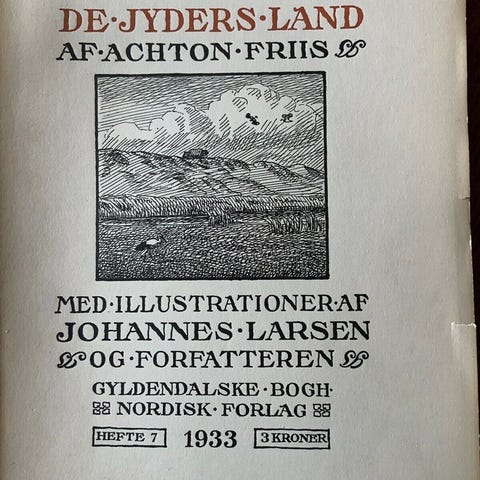 DE·JYDERS·LAND
AF·ACHTON·FRIIS
MED·ILLUSTRATIONER·AF
JOHANNES·LARSEN
OG·FORFATTEREN
GYLDENDALSKE·BOGH·
NORDISK·FORLAG
HEFTE 7 1933 3 KRONER